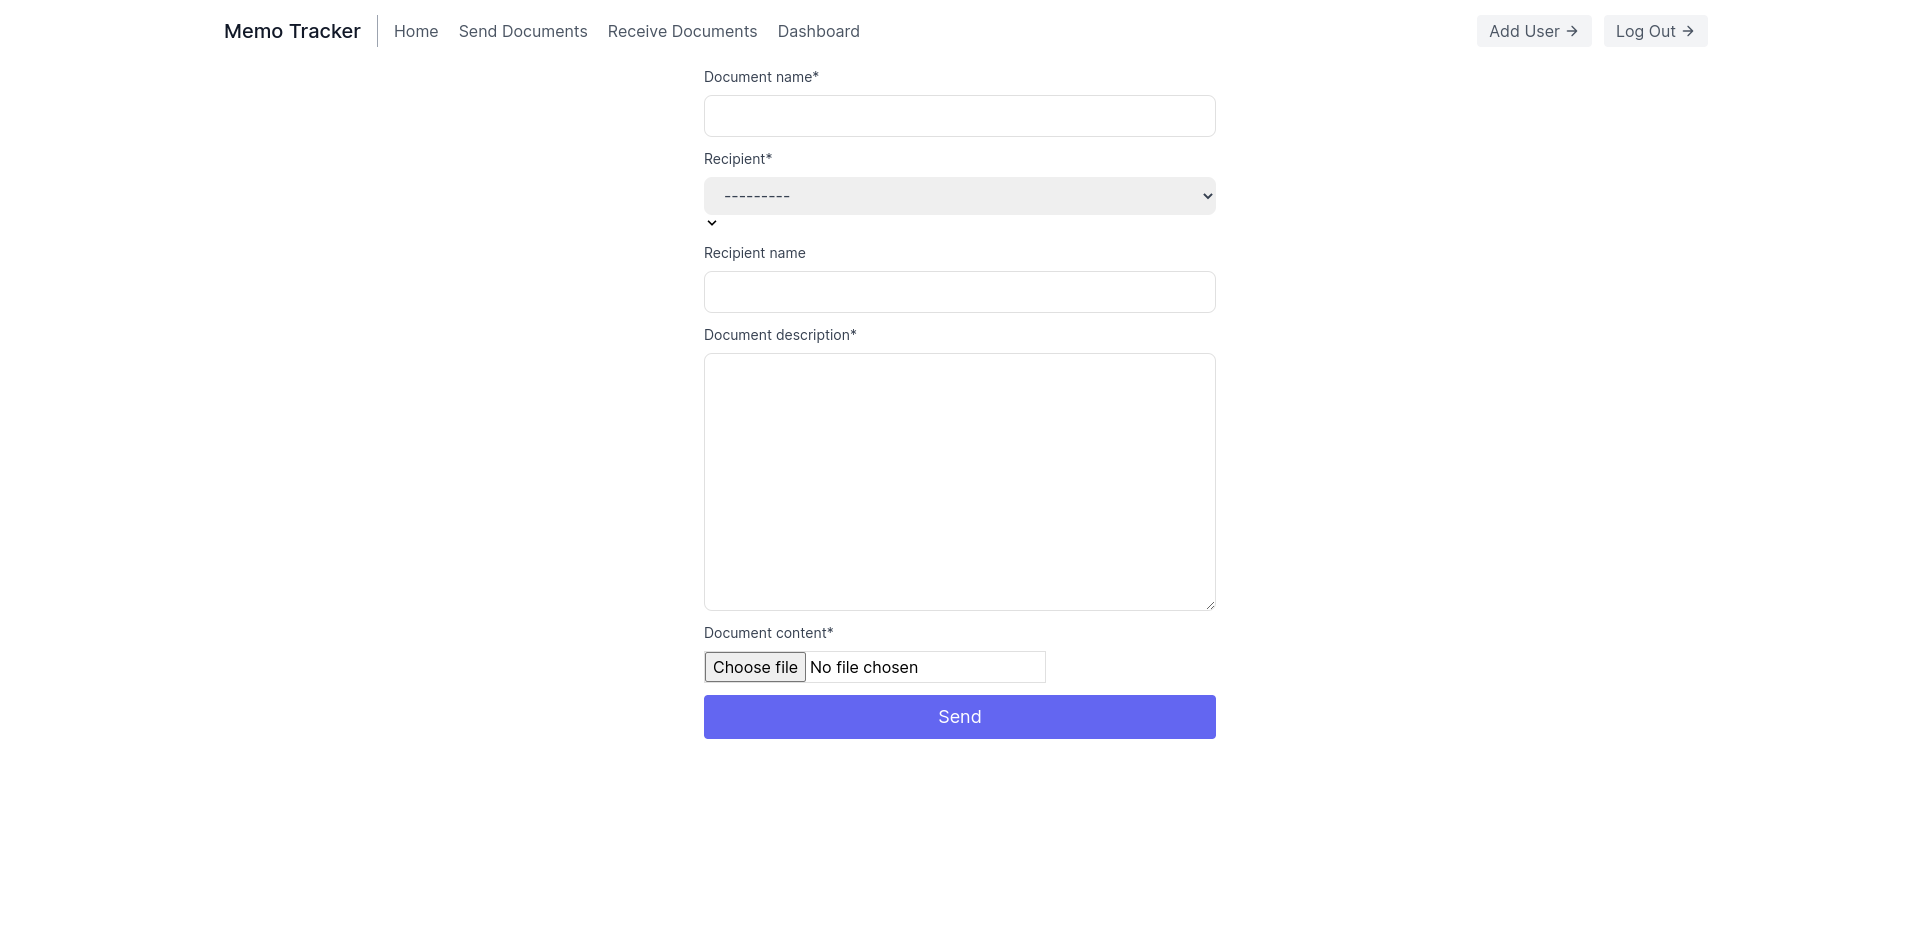 Memo Tracker Home Send Documents Receive Documents Dashboard Add User → Log Out →
Document name*
Recipient*
---------
Recipient name
Document description*
Document content*
Choose file No file chosen
Send